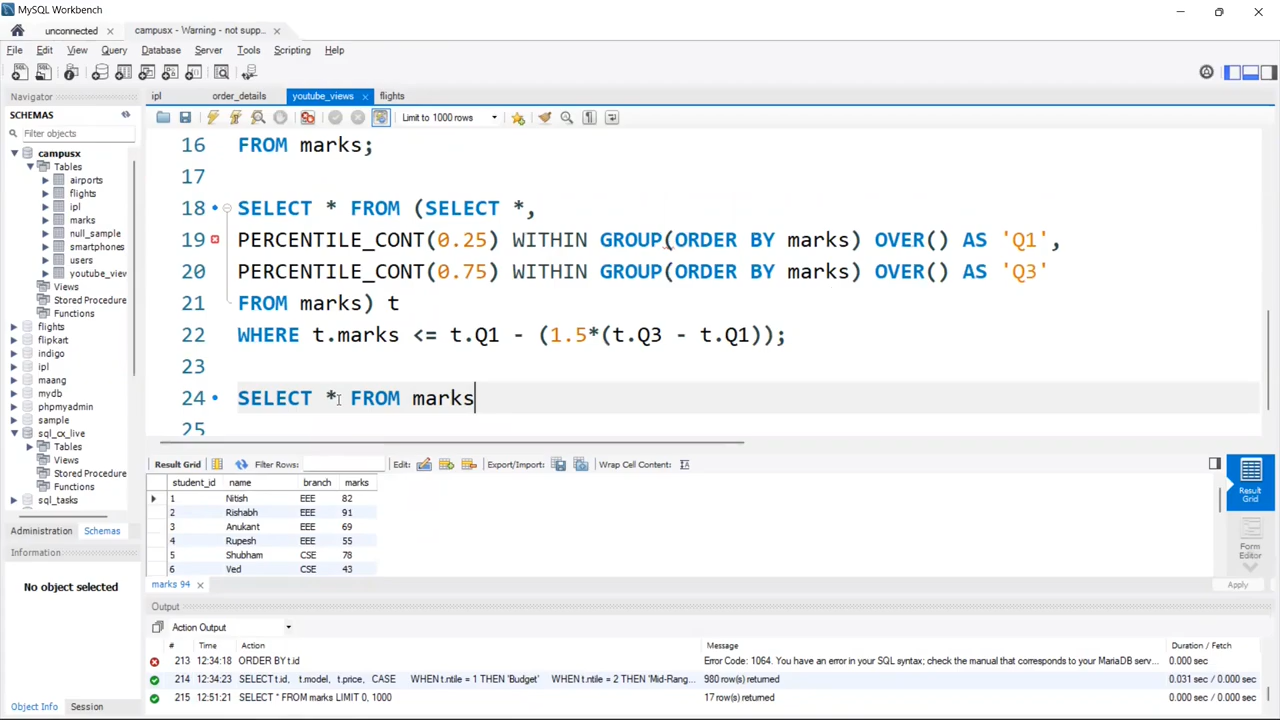 MySQL Workbench
unconnected
campusx - Warning - not supp...
File Edit View Query Database Server Tools Scripting Help
Limit to 1000 rows
Navigator
SCHEMAS
Filter objects
campusx
Tables
airports
flights
ipl
marks
null_sample
smartphones
users
youtube_view
Views
Stored Procedure
Functions
flights
flipkart
indigo
ipl
maang
mydb
phpmyadmin
sample
sql_cx_live
Tables
Views
Stored Procedure
Functions
sql_tasks
Administration Schemas
Information
No object selected
Object Info Session
ipl order_details youtube_views flights
16 FROM marks;
17
18 SELECT * FROM (SELECT *,
19 PERCENTILE_CONT(0.25) WITHIN GROUP(ORDER BY marks) OVER() AS 'Q1',
20 PERCENTILE_CONT(0.75) WITHIN GROUP(ORDER BY marks) OVER() AS 'Q3'
21 FROM marks) t
22 WHERE t.marks <= t.Q1 - (1.5*(t.Q3 - t.Q1));
23
24 SELECT * FROM marks
25
Result Grid Filter Rows: Edit: Export/Import: Wrap Cell Content:
student_id name branch marks
1 Nitish EEE 82
2 Rishabh EEE 91
3 Anukant EEE 69
4 Rupesh EEE 55
5 Shubham CSE 78
6 Ved CSE 43
Result Grid
Form Editor
marks 94
Apply
Output
Action Output
# Time Action Message Duration / Fetch
213 12:34:18 ORDER BY t.id Error Code: 1064. You have an error in your SQL syntax; check the manual that corresponds to your MariaDB serv... 0.000 sec
214 12:34:23 SELECT t.id, t.model, t.price, CASE WHEN t.ntile = 1 THEN 'Budget' WHEN t.ntile = 2 THEN 'Mid-Rang... 980 row(s) returned 0.031 sec / 0.000 sec
215 12:51:21 SELECT * FROM marks LIMIT 0, 1000 17 row(s) returned 0.000 sec / 0.000 sec